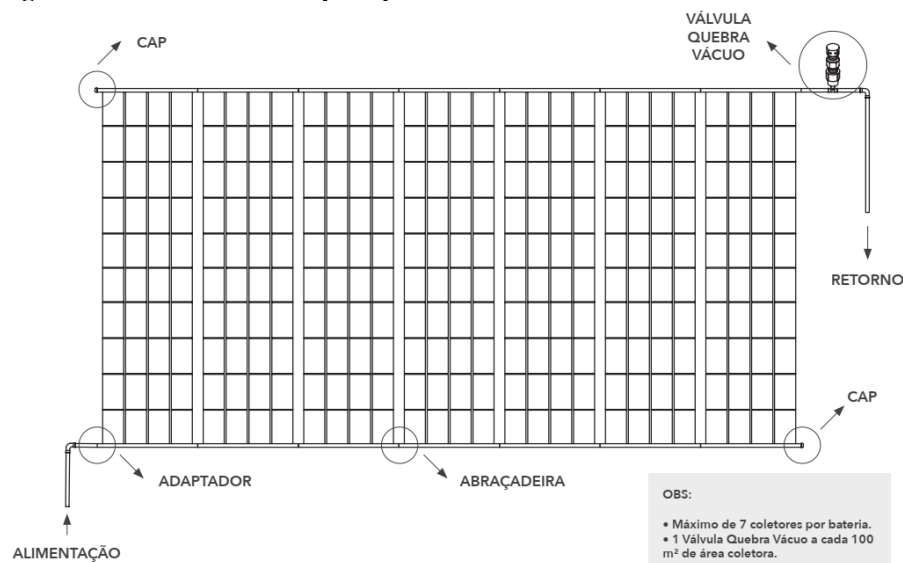 VÁLVULA
QUEBRA
VÁCUO
CAP
RETORNO
CAP
ADAPTADOR
ABRAÇADEIRA
ALIMENTAÇÃO
OBS:
• Máximo de 7 coletores por bateria.
• 1 Válvula Quebra Vácuo a cada 100
m² de área coletora.